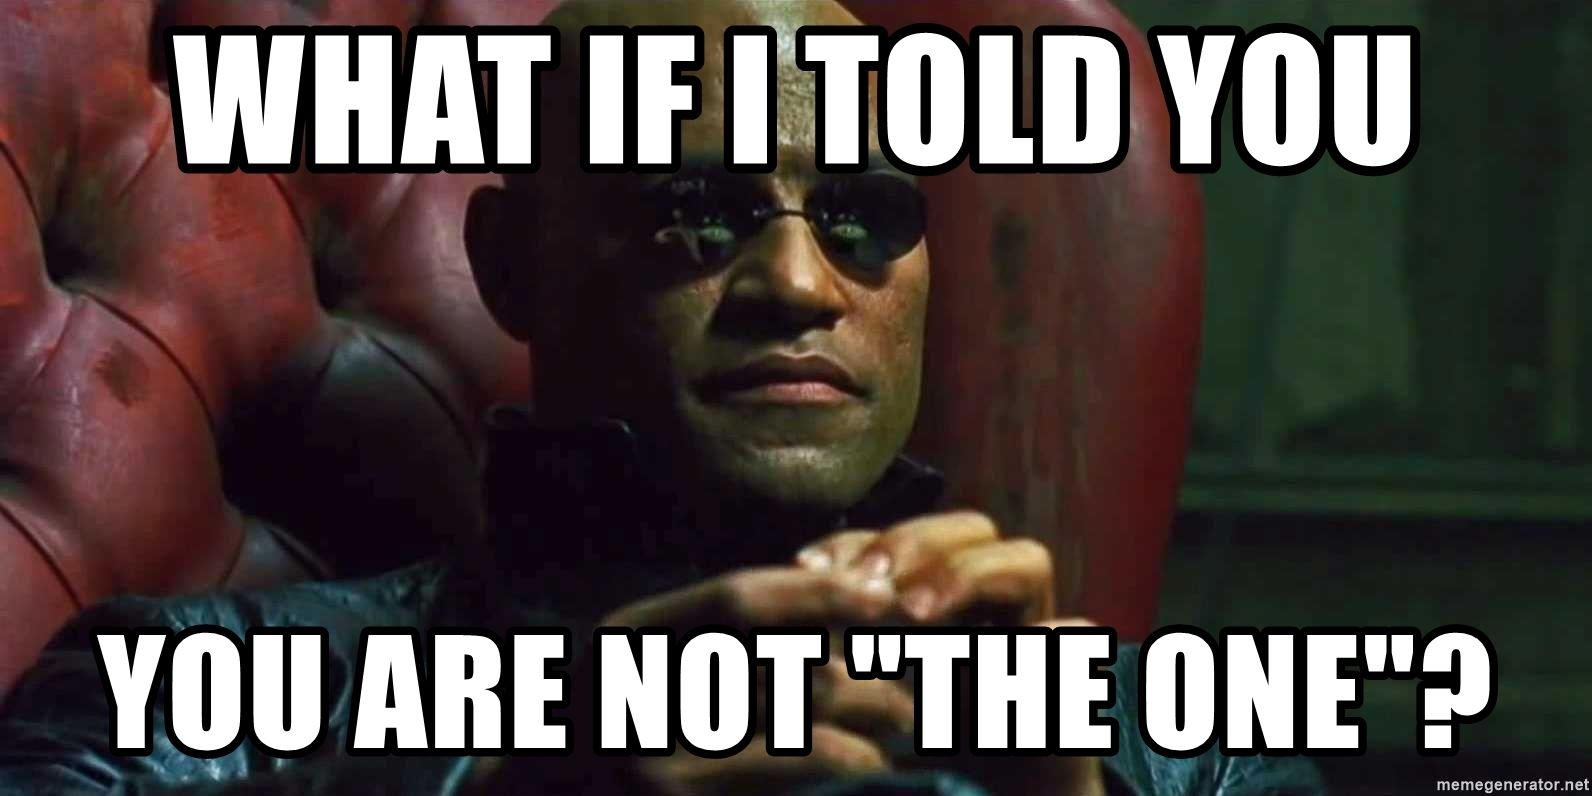 WHAT IF I TOLD YOU
YOU ARE NOT "THE ONE"?
memegenerator.net